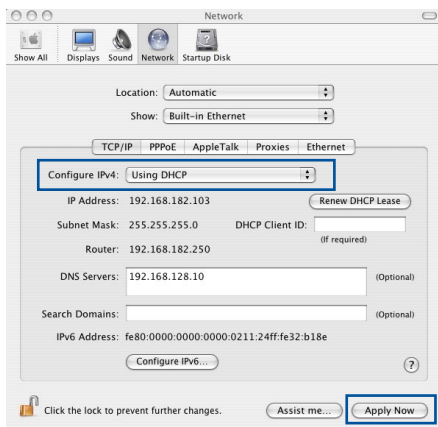 Network
Show All Displays Sound Network Startup Disk
Location: Automatic
Show: Built-in Ethernet
TCP/IP PPPoE AppleTalk Proxies Ethernet
Configure IPv4: Using DHCP
IP Address: 192.168.182.103 Renew DHCP Lease
Subnet Mask: 255.255.255.0 DHCP Client ID:
(If required)
Router: 192.168.182.250
DNS Servers: 192.168.128.10 (Optional)
Search Domains: (Optional)
IPv6 Address: fe80:0000:0000:0000:0211:24ff:fe32:b18e
Configure IPv6... ?
Click the lock to prevent further changes. Assist me... Apply Now